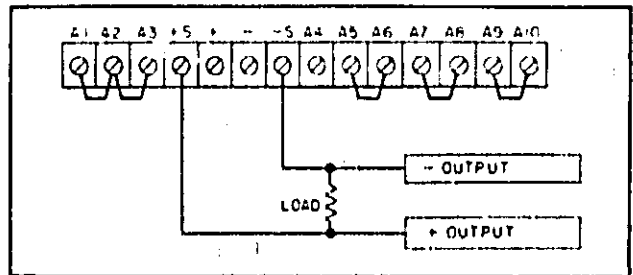 A1 A2 A3 +S + - -S A4 A5 A6 A7 A8 A9 A10
- OUTPUT
LOAD
+ OUTPUT